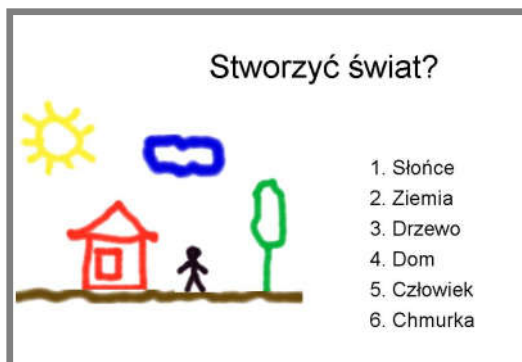 Stworzyć świat?
1. Słońce
2. Ziemia
3. Drzewo
4. Dom
5. Człowiek
6. Chmurka